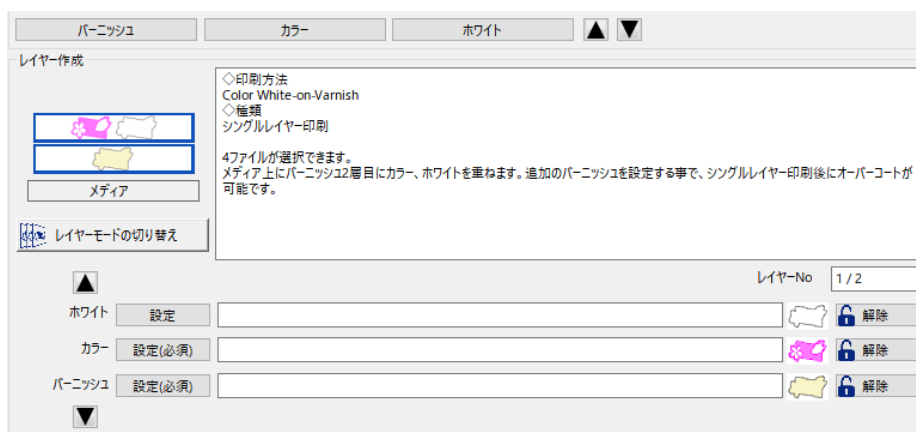 バーニッシュ カラー ホワイト ▲ ▼
レイヤー作成
◇印刷方法
Color White-on-Varnish
◇種類
シングルレイヤー印刷
4ファイルが選択できます。
メディア上にバーニッシュ2層目にカラー、ホワイトを重ねます。追加のバーニッシュを設定する事で、シングルレイヤー印刷後にオーバーコートが
可能です。
メディア
レイヤーモードの切り替え
▲
レイヤーNo 1 / 2
ホワイト 設定 解除
カラー 設定(必須) 解除
バーニッシュ 設定(必須) 解除
▼